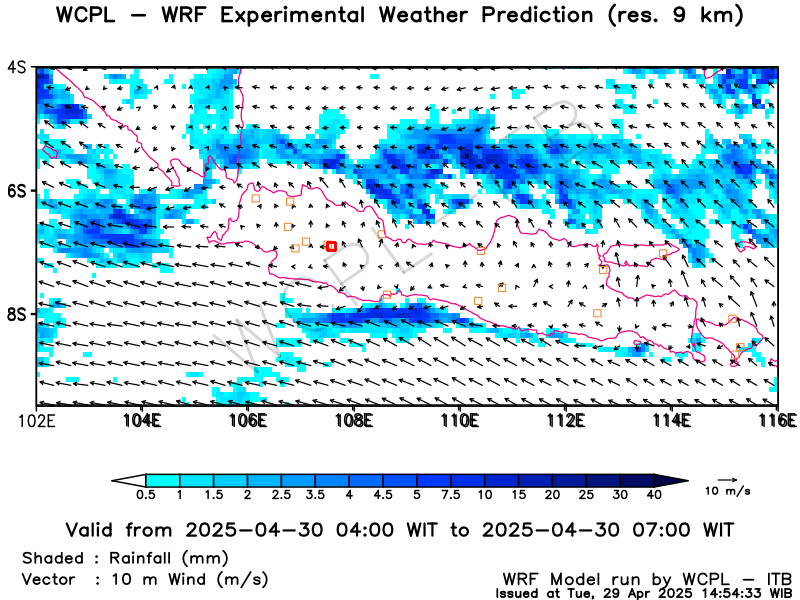 WCPL – WRF Experimental Weather Prediction (res. 9 km)
4S
6S
8S
102E 104E 106E 108E 110E 112E 114E 116E
WCPL ITB
0.5 1 1.5 2 2.5 3.5 4 4.5 5 7.5 10 15 20 25 30 40
10 m/s
Valid from 2025–04–30 04:00 WIT to 2025–04–30 07:00 WIT
Shaded : Rainfall (mm)
Vector : 10 m Wind (m/s)
WRF Model run by WCPL – ITB
Issued at Tue, 29 Apr 2025 14:54:33 WIB